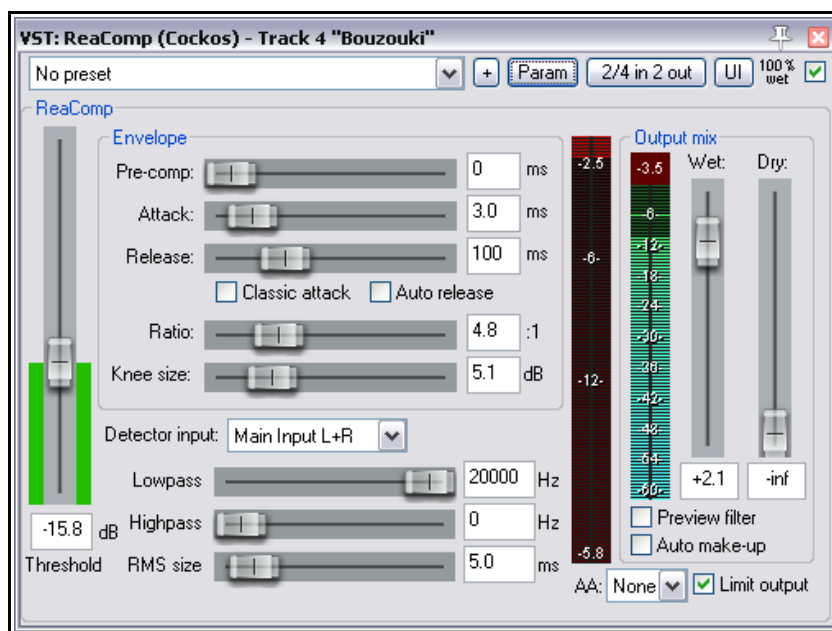 VST: ReaComp (Cockos) - Track 4 "Bouzouki"
No preset
+
Param
2/4 in 2 out
UI
100 % wet
ReaComp
Envelope
Pre-comp: 0 ms
Attack: 3.0 ms
Release: 100 ms
Classic attack
Auto release
Ratio: 4.8 :1
Knee size: 5.1 dB
Detector input: Main Input L+R
Lowpass 20000 Hz
Highpass 0 Hz
RMS size 5.0 ms
-15.8 dB
Threshold
-2.5
-6-
-12-
-5.8
Output mix
Wet:
Dry:
-3.5
-6-
-12-
-18-
-24-
-30-
-36-
-42-
-48-
-54-
-60-
+2.1
-inf
Preview filter
Auto make-up
AA: None
Limit output